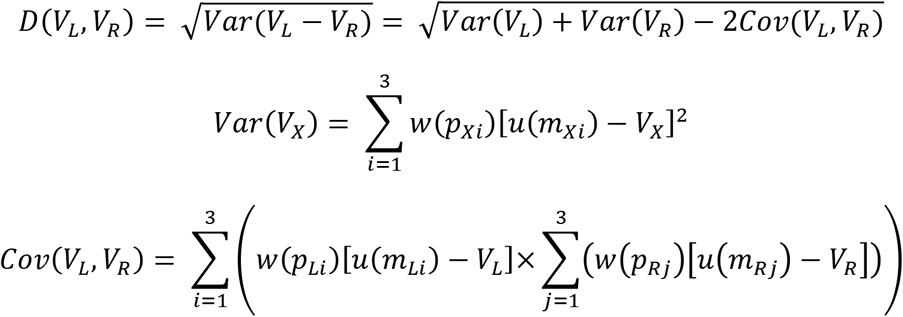 D(V_L, V_R) = √(Var(V_L − V_R)) = √(Var(V_L) + Var(V_R) − 2Cov(V_L, V_R))
Var(V_X) = ∑_{i=1}^{3} w(p_{Xi})[u(m_{Xi}) − V_X]²
Cov(V_L, V_R) = ∑_{i=1}^{3} (w(p_{Li})[u(m_{Li}) − V_L]× ∑_{j=1}^{3} (w(p_{Rj})[u(m_{Rj}) − V_R]))